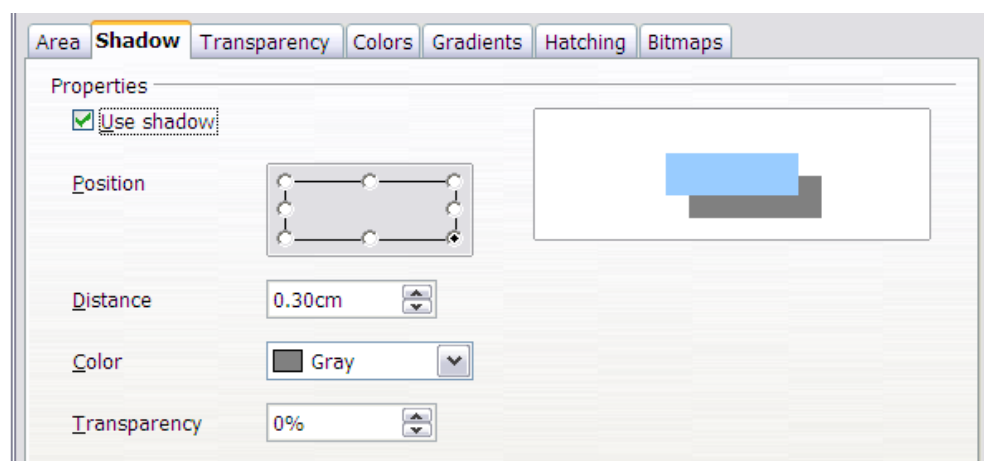 Area Shadow Transparency Colors Gradients Hatching Bitmaps
Properties
Use shadow
Position
Distance 0.30cm
Color Gray
Transparency 0%